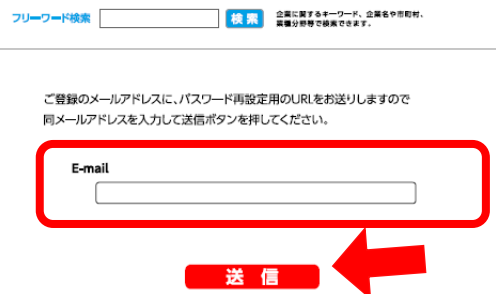 フリーワード検索 検索 企業に関するキーワード、企業名や市町村、
業種分野等で検索できます。
ご登録のメールアドレスに、パスワード再設定用のURLをお送りしますので
同メールアドレスを入力して送信ボタンを押してください。
E-mail
送 信